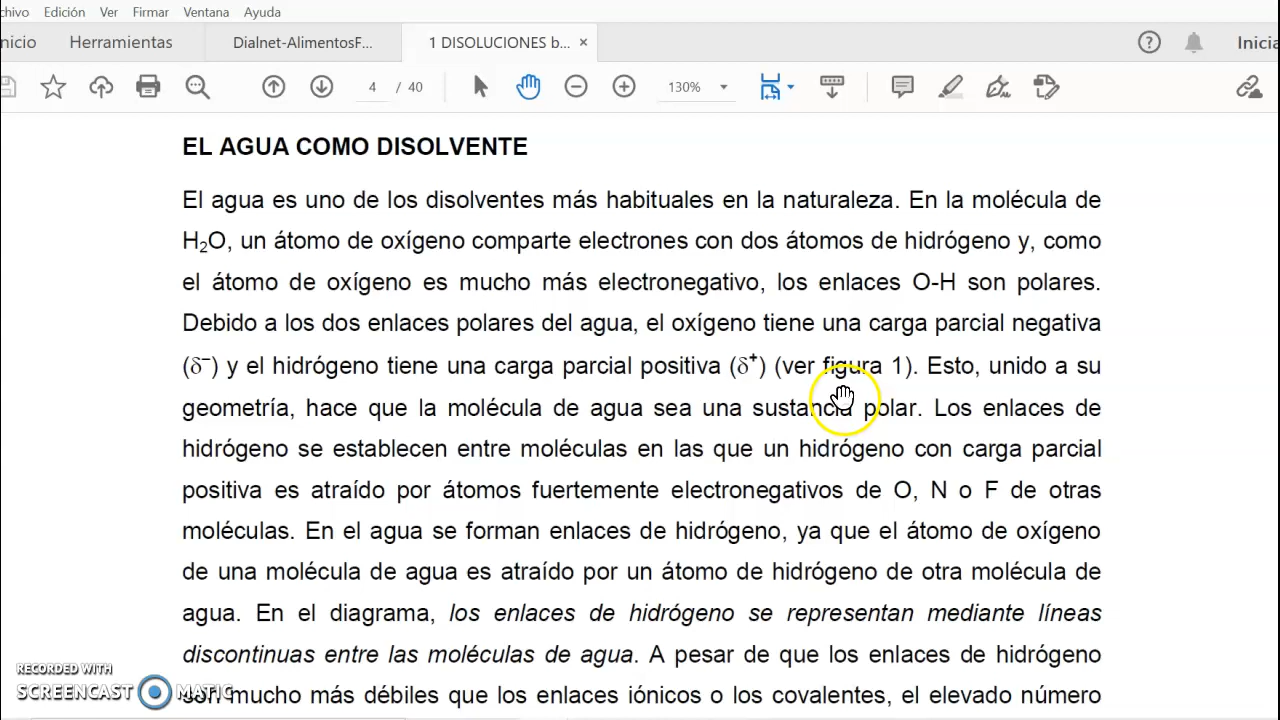 chivo Edición Ver Firmar Ventana Ayuda
nicio Herramientas Dialnet-AlimentosF... 1 DISOLUCIONES b... × ? Inicia
4 / 40 130%
EL AGUA COMO DISOLVENTE
El agua es uno de los disolventes más habituales en la naturaleza. En la molécula de
H₂O, un átomo de oxígeno comparte electrones con dos átomos de hidrógeno y, como
el átomo de oxígeno es mucho más electronegativo, los enlaces O-H son polares.
Debido a los dos enlaces polares del agua, el oxígeno tiene una carga parcial negativa
(δ⁻) y el hidrógeno tiene una carga parcial positiva (δ⁺) (ver figura 1). Esto, unido a su
geometría, hace que la molécula de agua sea una sustancia polar. Los enlaces de
hidrógeno se establecen entre moléculas en las que un hidrógeno con carga parcial
positiva es atraído por átomos fuertemente electronegativos de O, N o F de otras
moléculas. En el agua se forman enlaces de hidrógeno, ya que el átomo de oxígeno
de una molécula de agua es atraído por un átomo de hidrógeno de otra molécula de
agua. En el diagrama, los enlaces de hidrógeno se representan mediante líneas
discontinuas entre las moléculas de agua. A pesar de que los enlaces de hidrógeno
son mucho más débiles que los enlaces iónicos o los covalentes, el elevado número
RECORDED WITH
SCREENCAST MATIC